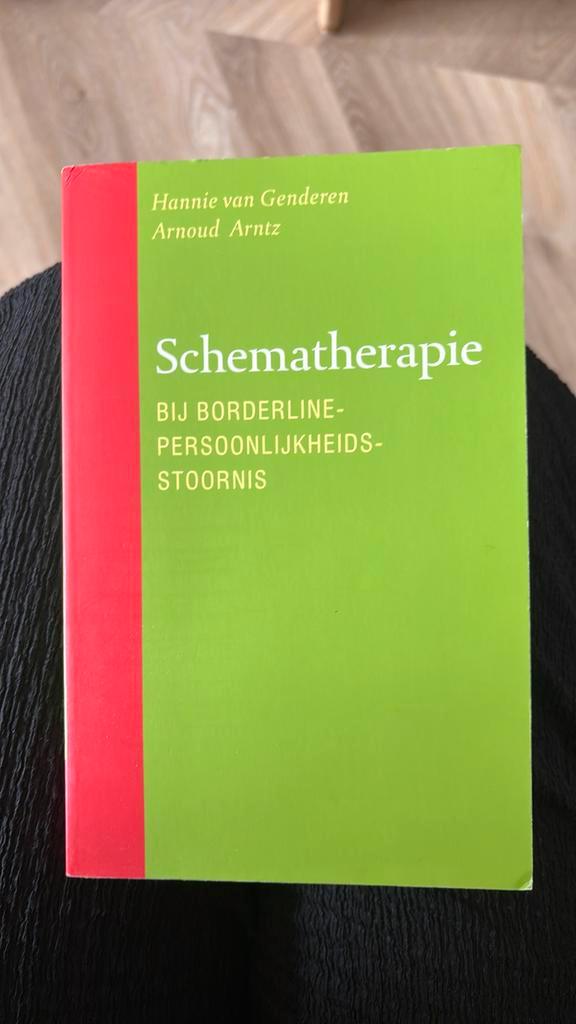 Hannie van Genderen
Arnoud Arntz
Schematherapie
BIJ BORDERLINE-
PERSOONLIJKHEIDS-
STOORNIS